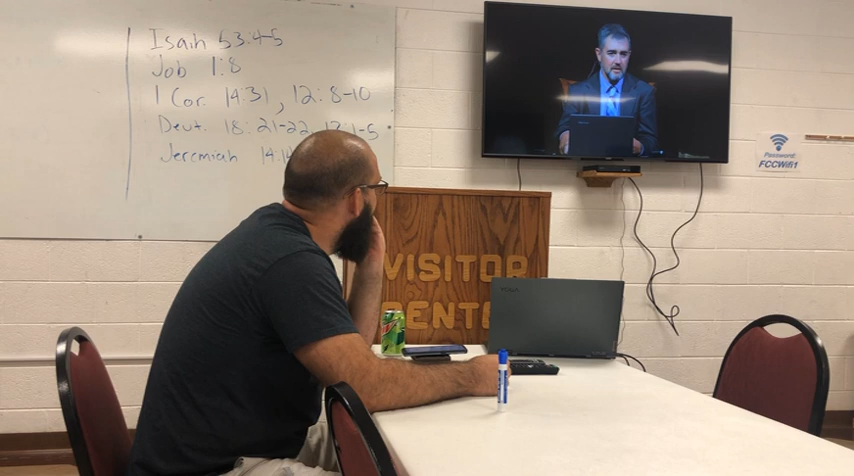 Isaih 53:4-5
Job 1:8
1 Cor. 14:31, 12:8-10
Deut. 18:21-22, 13:1-5
Jeremiah 14:14
Password:
FCCWifi1
VISITOR
CENTE
YOGA